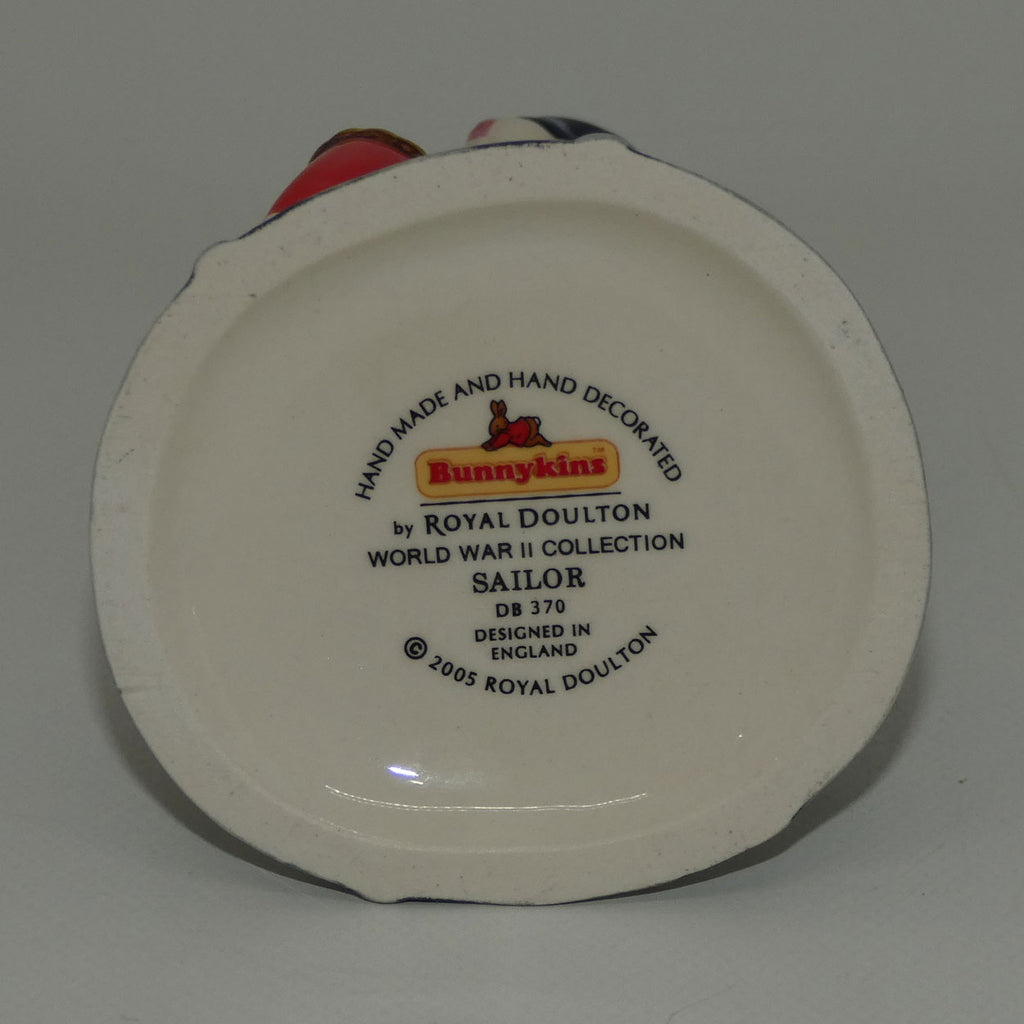 HAND MADE AND HAND DECORATED
Bunnykins™
by ROYAL DOULTON
WORLD WAR II COLLECTION
SAILOR
DB 370
DESIGNED IN
ENGLAND
© 2005 ROYAL DOULTON